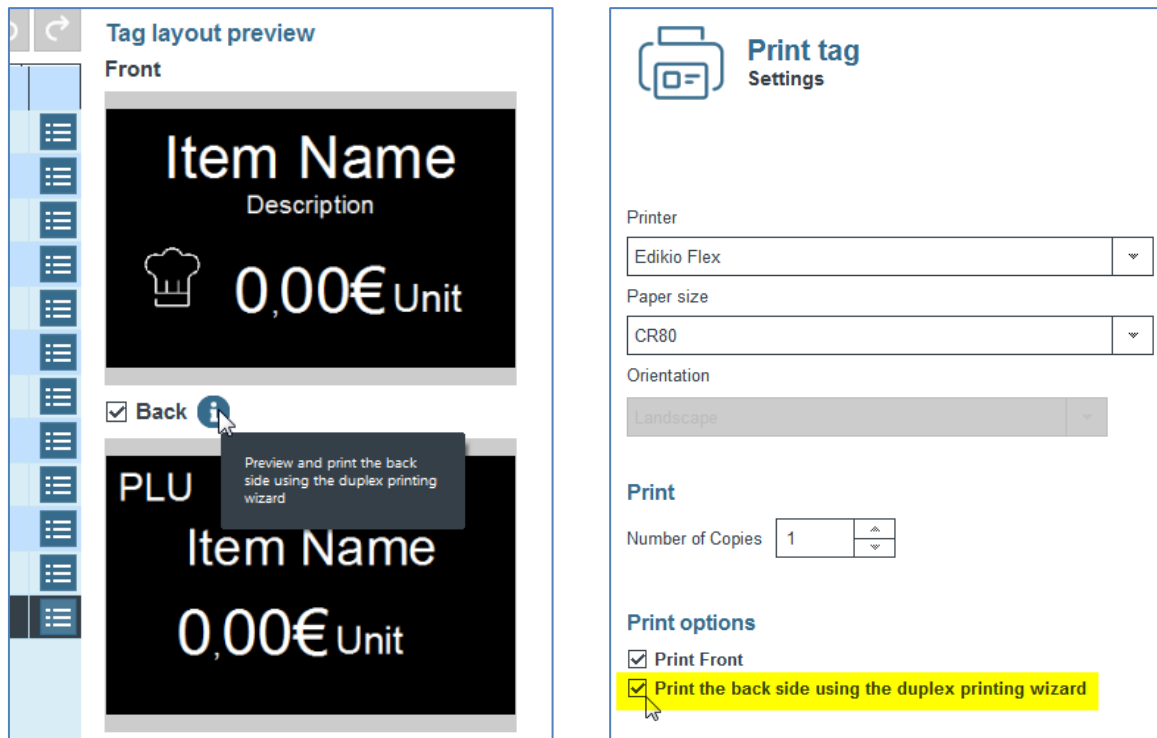 Tag layout preview
Front
Item Name
Description
0,00€ Unit
Back
Preview and print the back
side using the duplex printing
wizard
PLU
Item Name
0,00€ Unit
Print tag
Settings
Printer
Edikio Flex
Paper size
CR80
Orientation
Landscape
Print
Number of Copies 1
Print options
Print Front
Print the back side using the duplex printing wizard